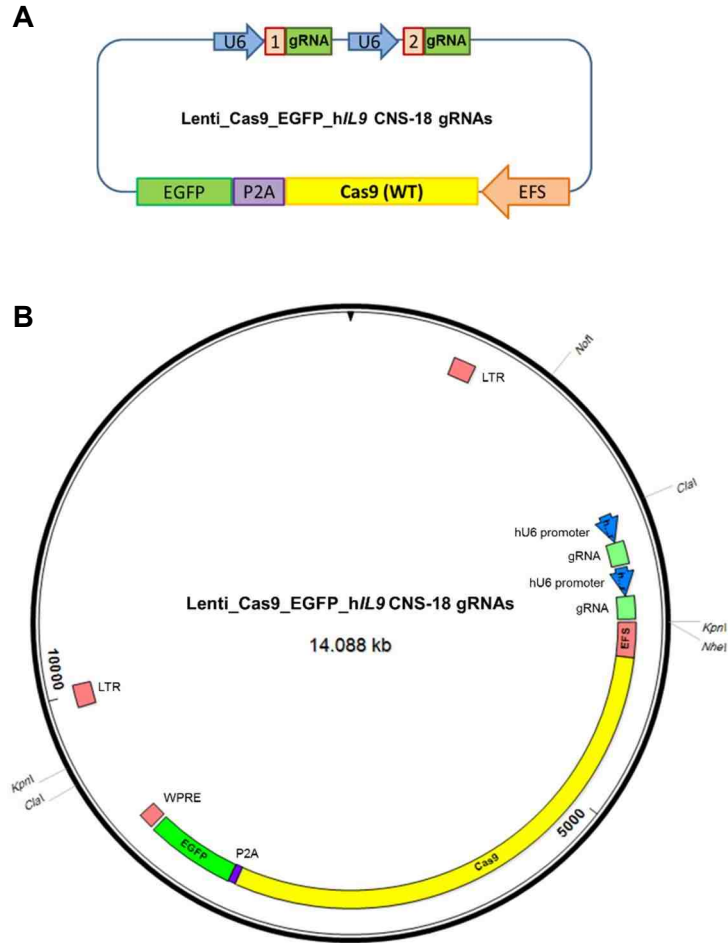 A
U6 1 gRNA U6 2 gRNA
Lenti_Cas9_EGFP_hIL9 CNS-18 gRNAs
EGFP P2A Cas9 (WT) EFS
B
NotI
LTR
ClaI
hU6 promoter
gRNA
hU6 promoter
gRNA
Lenti_Cas9_EGFP_hIL9 CNS-18 gRNAs
14.088 kb
EFS
KpnI
NheI
10000
LTR
KpnI
ClaI
WPRE
5000
EGFP
P2A
Cas9